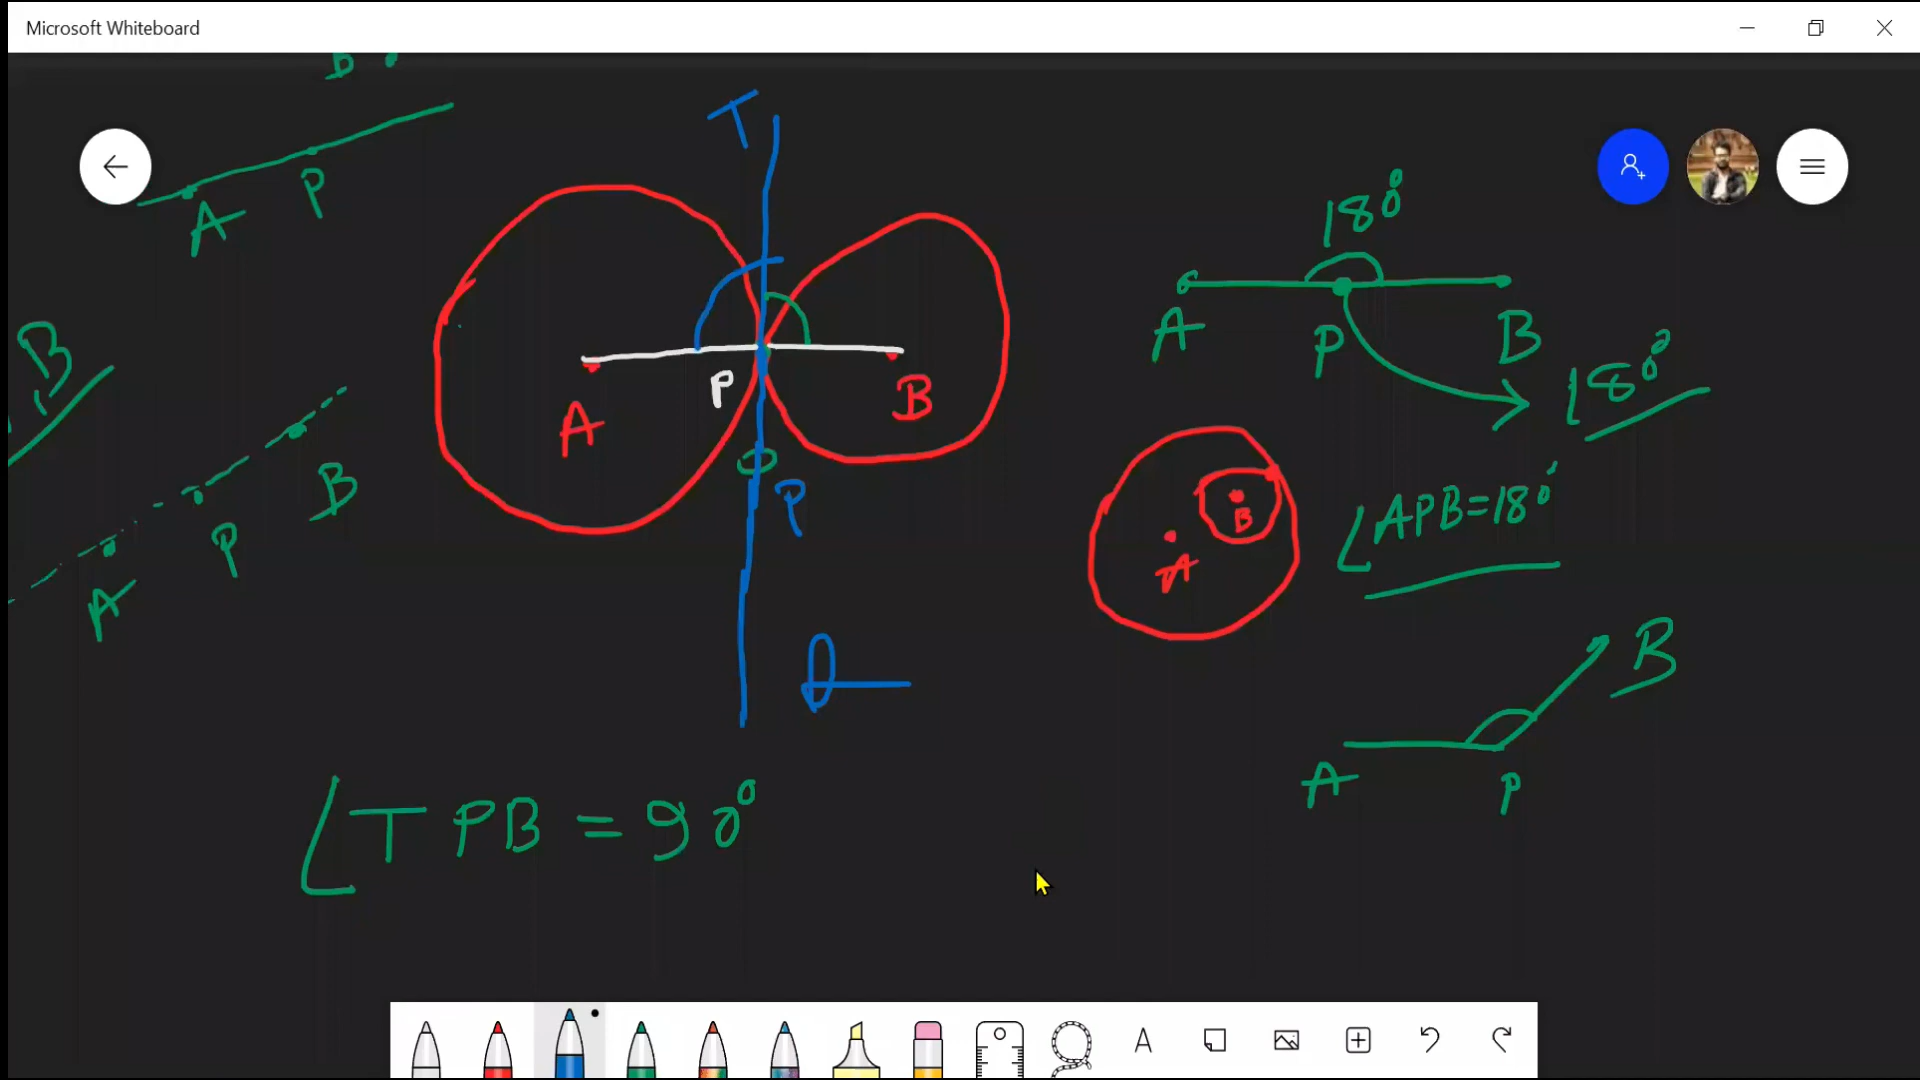 Microsoft Whiteboard
B
A P
T
A P B
P
Q
B
A P B
180°
A P B
180°
A B
∠APB=180°
A P B
∠TPB = 90°
A